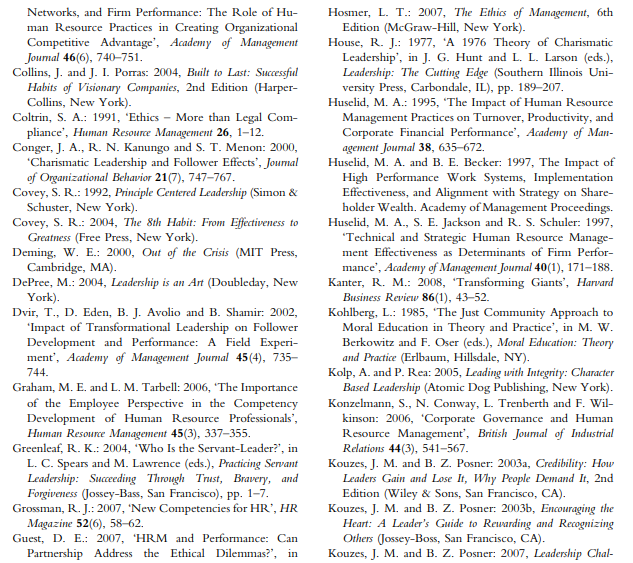 Networks, and Firm Performance: The Role of Hu-
man Resource Practices in Creating Organizational
Competitive Advantage', Academy of Management
Journal 46(6), 740–751.
Collins, J. and J. I. Porras: 2004, Built to Last: Successful
Habits of Visionary Companies, 2nd Edition (Harper-
Collins, New York).
Coltrin, S. A.: 1991, 'Ethics – More than Legal Com-
pliance', Human Resource Management 26, 1–12.
Conger, J. A., R. N. Kanungo and S. T. Menon: 2000,
'Charismatic Leadership and Follower Effects', Journal
of Organizational Behavior 21(7), 747–767.
Covey, S. R.: 1992, Principle Centered Leadership (Simon &
Schuster, New York).
Covey, S. R.: 2004, The 8th Habit: From Effectiveness to
Greatness (Free Press, New York).
Deming, W. E.: 2000, Out of the Crisis (MIT Press,
Cambridge, MA).
DePree, M.: 2004, Leadership is an Art (Doubleday, New
York).
Dvir, T., D. Eden, B. J. Avolio and B. Shamir: 2002,
'Impact of Transformational Leadership on Follower
Development and Performance: A Field Experi-
ment', Academy of Management Journal 45(4), 735–
744.
Graham, M. E. and L. M. Tarbell: 2006, 'The Importance
of the Employee Perspective in the Competency
Development of Human Resource Professionals',
Human Resource Management 45(3), 337–355.
Greenleaf, R. K.: 2004, 'Who Is the Servant-Leader?', in
L. C. Spears and M. Lawrence (eds.), Practicing Servant
Leadership: Succeeding Through Trust, Bravery, and
Forgiveness (Jossey-Bass, San Francisco), pp. 1–7.
Grossman, R. J.: 2007, 'New Competencies for HR', HR
Magazine 52(6), 58–62.
Guest, D. E.: 2007, 'HRM and Performance: Can
Partnership Address the Ethical Dilemmas?', in
Hosmer, L. T.: 2007, The Ethics of Management, 6th
Edition (McGraw-Hill, New York).
House, R. J.: 1977, 'A 1976 Theory of Charismatic
Leadership', in J. G. Hunt and L. L. Larson (eds.),
Leadership: The Cutting Edge (Southern Illinois Uni-
versity Press, Carbondale, IL), pp. 189–207.
Huselid, M. A.: 1995, 'The Impact of Human Resource
Management Practices on Turnover, Productivity, and
Corporate Financial Performance', Academy of Man-
agement Journal 38, 635–672.
Huselid, M. A. and B. E. Becker: 1997, The Impact of
High Performance Work Systems, Implementation
Effectiveness, and Alignment with Strategy on Share-
holder Wealth. Academy of Management Proceedings.
Huselid, M. A., S. E. Jackson and R. S. Schuler: 1997,
'Technical and Strategic Human Resource Manage-
ment Effectiveness as Determinants of Firm Perfor-
mance', Academy of Management Journal 40(1), 171–188.
Kanter, R. M.: 2008, 'Transforming Giants', Harvard
Business Review 86(1), 43–52.
Kohlberg, L.: 1985, 'The Just Community Approach to
Moral Education in Theory and Practice', in M. W.
Berkowitz and F. Oser (eds.), Moral Education: Theory
and Practice (Erlbaum, Hillsdale, NY).
Kolp, A. and P. Rea: 2005, Leading with Integrity: Character
Based Leadership (Atomic Dog Publishing, New York).
Konzelmann, S., N. Conway, L. Trenberth and F. Wil-
kinson: 2006, 'Corporate Governance and Human
Resource Management', British Journal of Industrial
Relations 44(3), 541–567.
Kouzes, J. M. and B. Z. Posner: 2003a, Credibility: How
Leaders Gain and Lose It, Why People Demand It, 2nd
Edition (Wiley & Sons, San Francisco, CA).
Kouzes, J. M. and B. Z. Posner: 2003b, Encouraging the
Heart: A Leader's Guide to Rewarding and Recognizing
Others (Jossey-Boss, San Francisco, CA).
Kouzes, J. M. and B. Z. Posner: 2007, Leadership Chal-